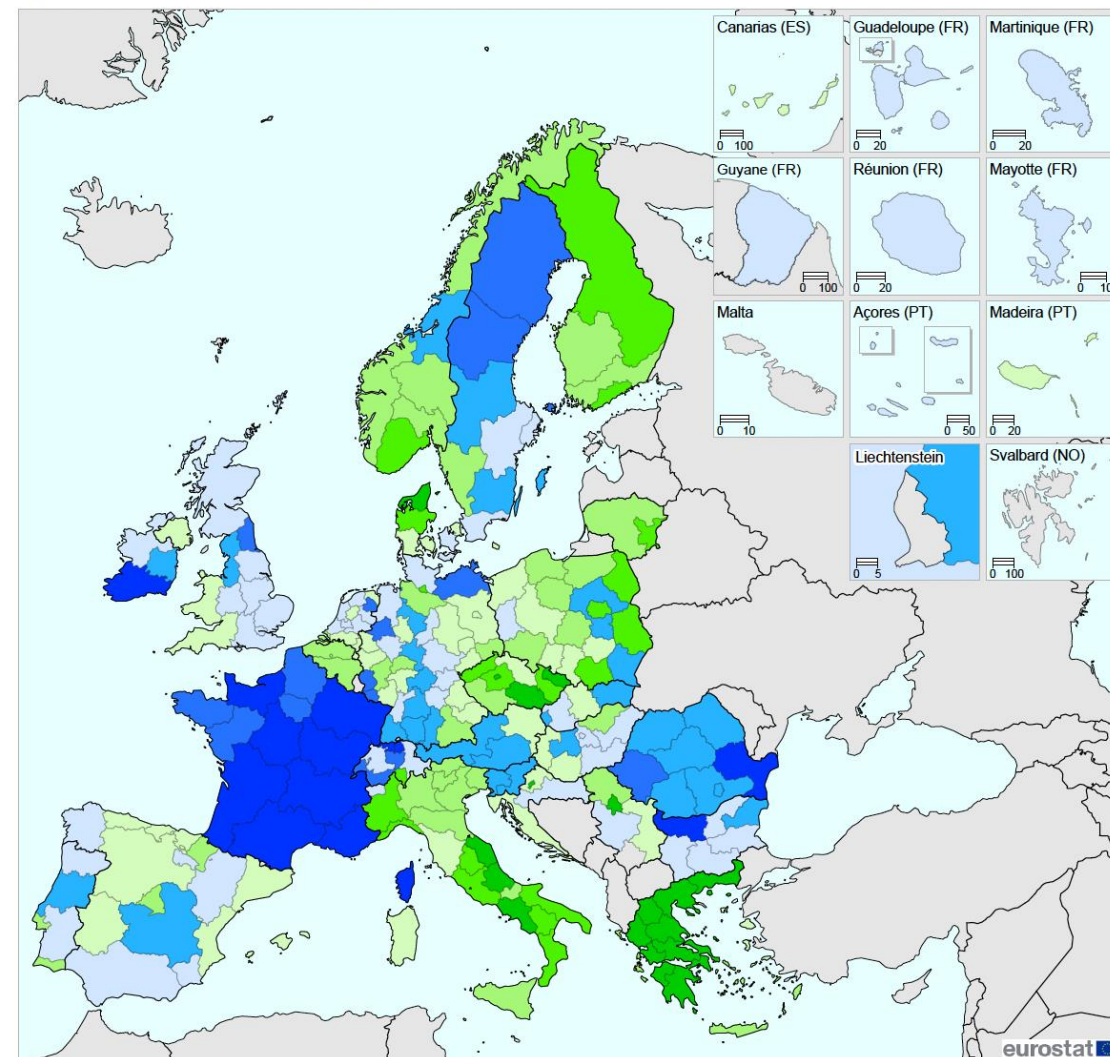 Canarias (ES)
0 100
Guadeloupe (FR)
0 20
Martinique (FR)
0 20
Guyane (FR)
0 100
Réunion (FR)
0 20
Mayotte (FR)
0 10
Malta
0 10
Açores (PT)
0 50
Madeira (PT)
0 20
Liechtenstein
0 5
Svalbard (NO)
0 100
eurostat